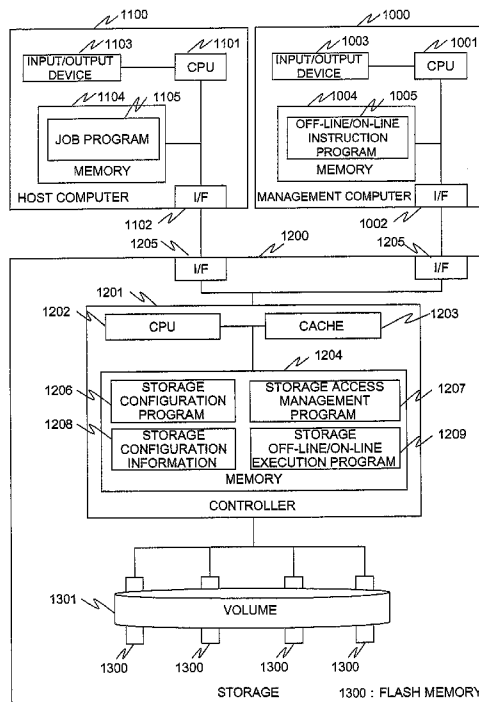 1100
1000
1103
1101
1003
1001
INPUT/OUTPUT
DEVICE
CPU
INPUT/OUTPUT
DEVICE
CPU
1104
1105
1004
1005
JOB PROGRAM
OFF-LINE/ON-LINE
INSTRUCTION
PROGRAM
MEMORY
MEMORY
HOST COMPUTER
I/F
MANAGEMENT COMPUTER
I/F
1102
1002
1205
1200
1205
I/F
I/F
1201
1202
CPU
CACHE
1203
1204
1206
STORAGE
CONFIGURATION
PROGRAM
STORAGE ACCESS
MANAGEMENT
PROGRAM
1207
1208
STORAGE
CONFIGURATION
INFORMATION
STORAGE
OFF-LINE/ON-LINE
EXECUTION PROGRAM
1209
MEMORY
CONTROLLER
1301
VOLUME
1300
1300
1300
1300
STORAGE
1300 : FLASH MEMORY